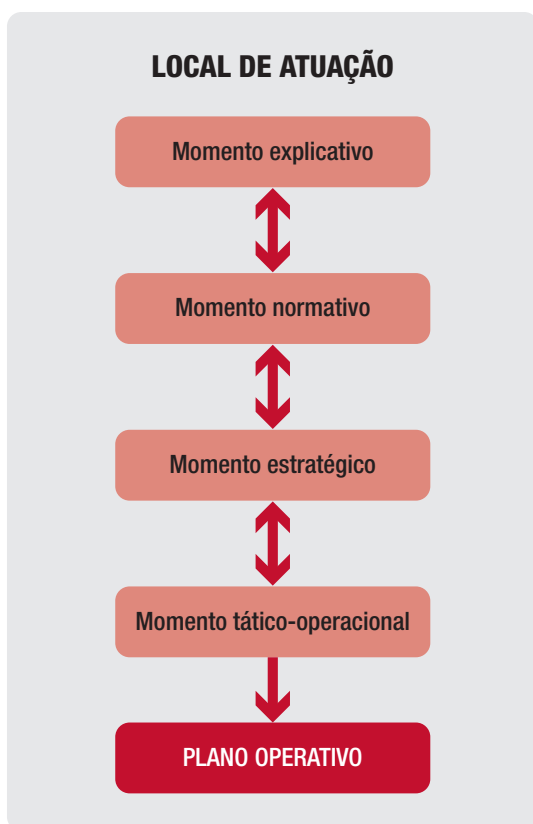 LOCAL DE ATUAÇÃO
Momento explicativo
Momento normativo
Momento estratégico
Momento tático-operacional
PLANO OPERATIVO